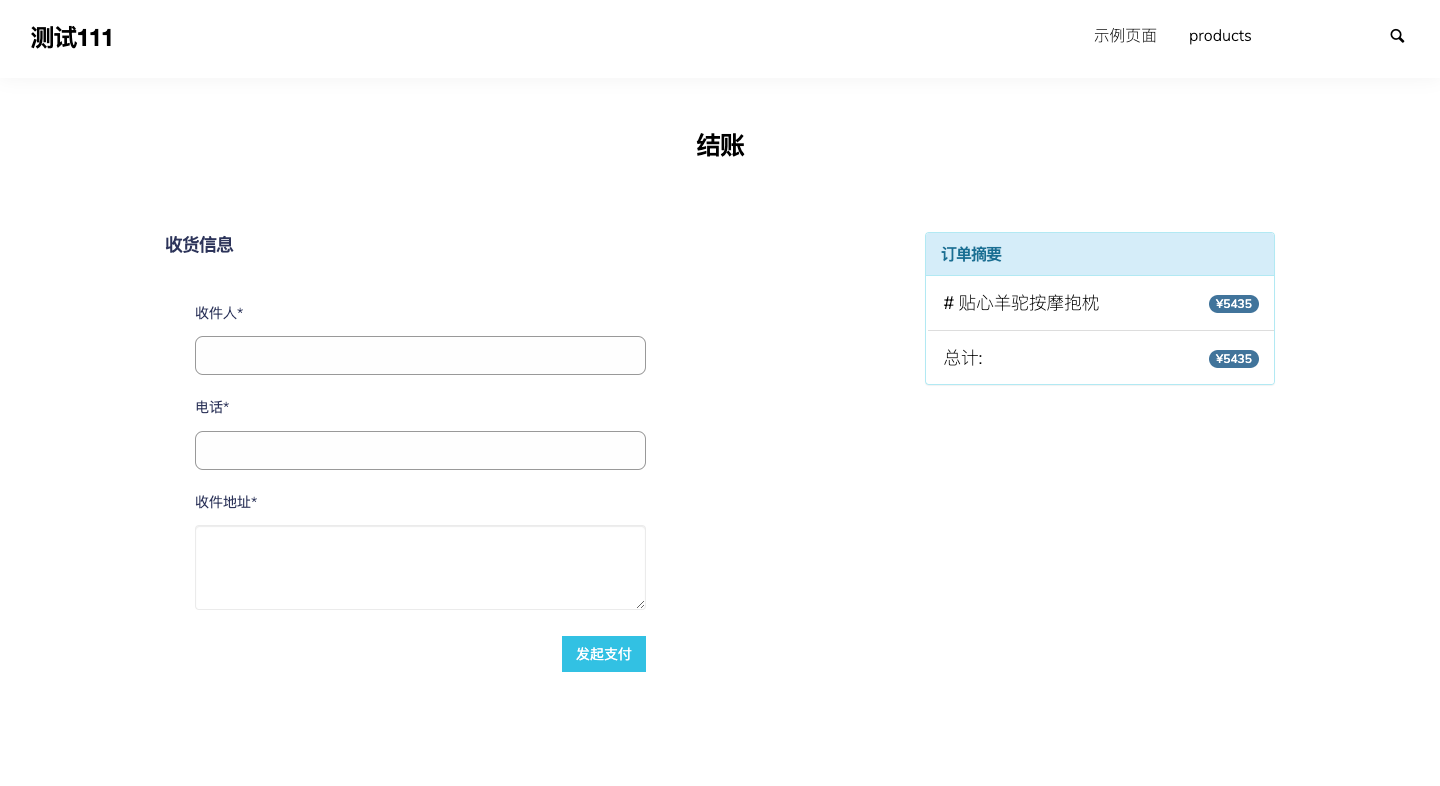 测试111
示例页面 products
结账
收货信息
收件人*
电话*
收件地址*
发起支付
订单摘要
# 贴心羊驼按摩抱枕 ¥5435
总计: ¥5435